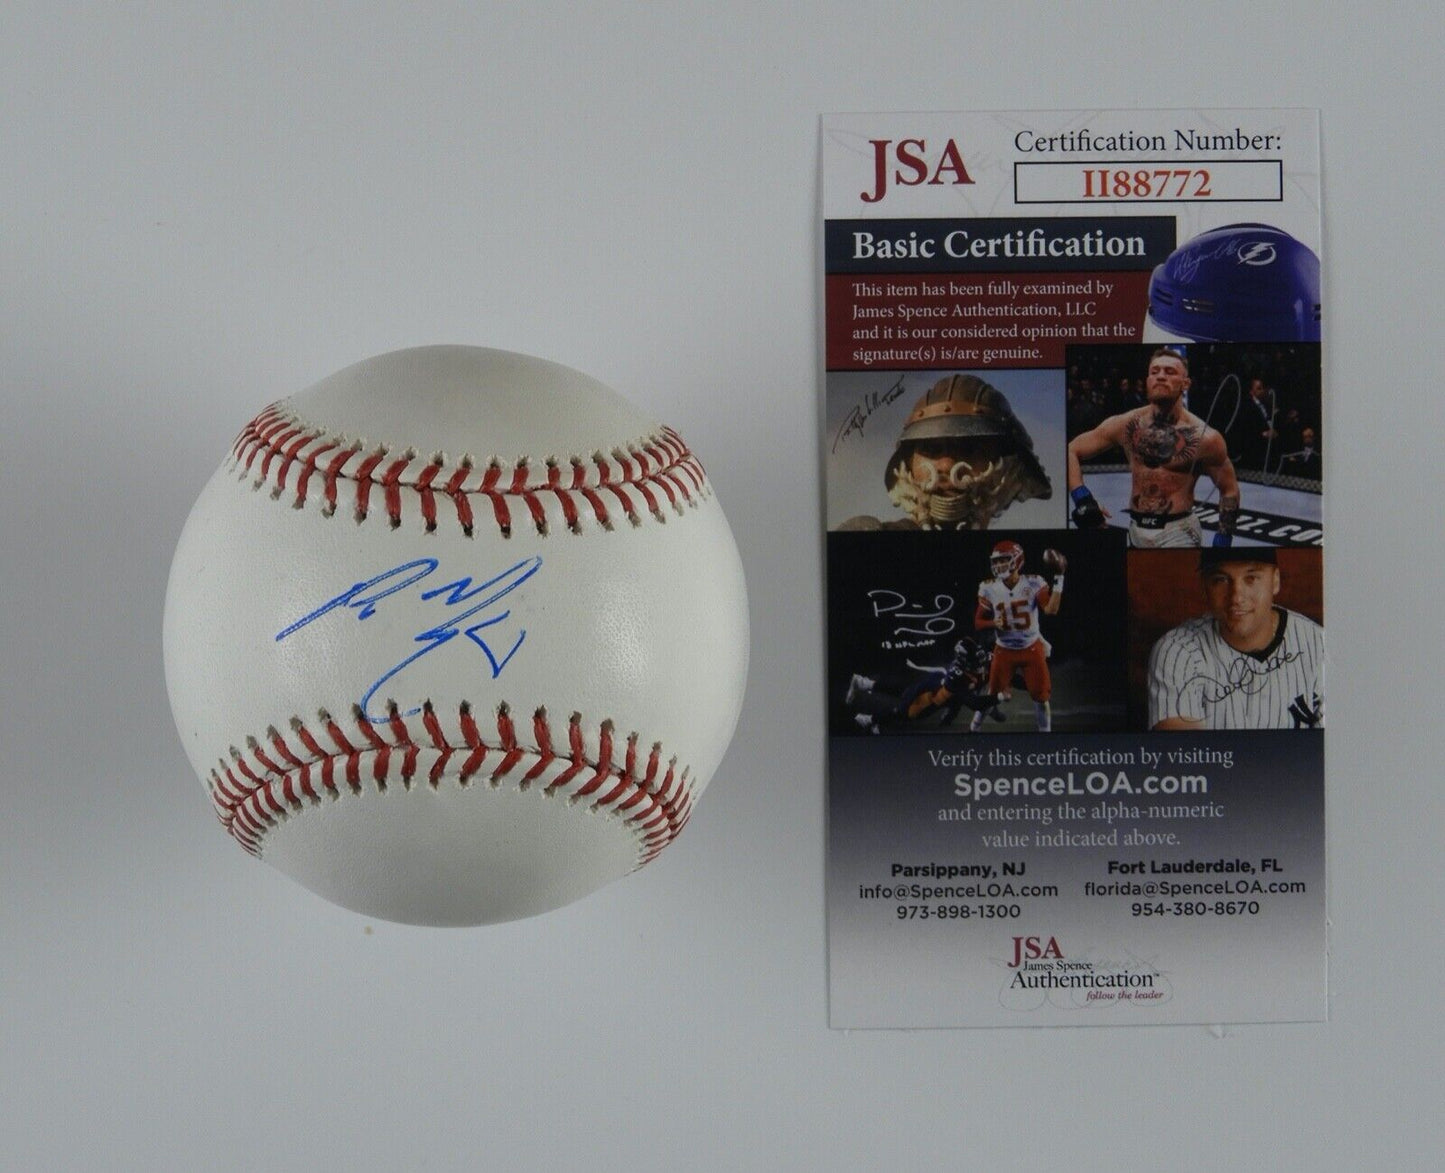 JSA
Certification Number:
II88772
Basic Certification
This item has been fully examined by
James Spence Authentication, LLC
and it is our considered opinion that the
signature(s) is/are genuine.
UFC
15
Verify this certification by visiting
SpenceLOA.com
and entering the alpha-numeric
value indicated above.
Parsippany, NJ
info@SpenceLOA.com
973-898-1300
Fort Lauderdale, FL
florida@SpenceLOA.com
954-380-8670
JSA
James Spence
Authentication™
follow the leader